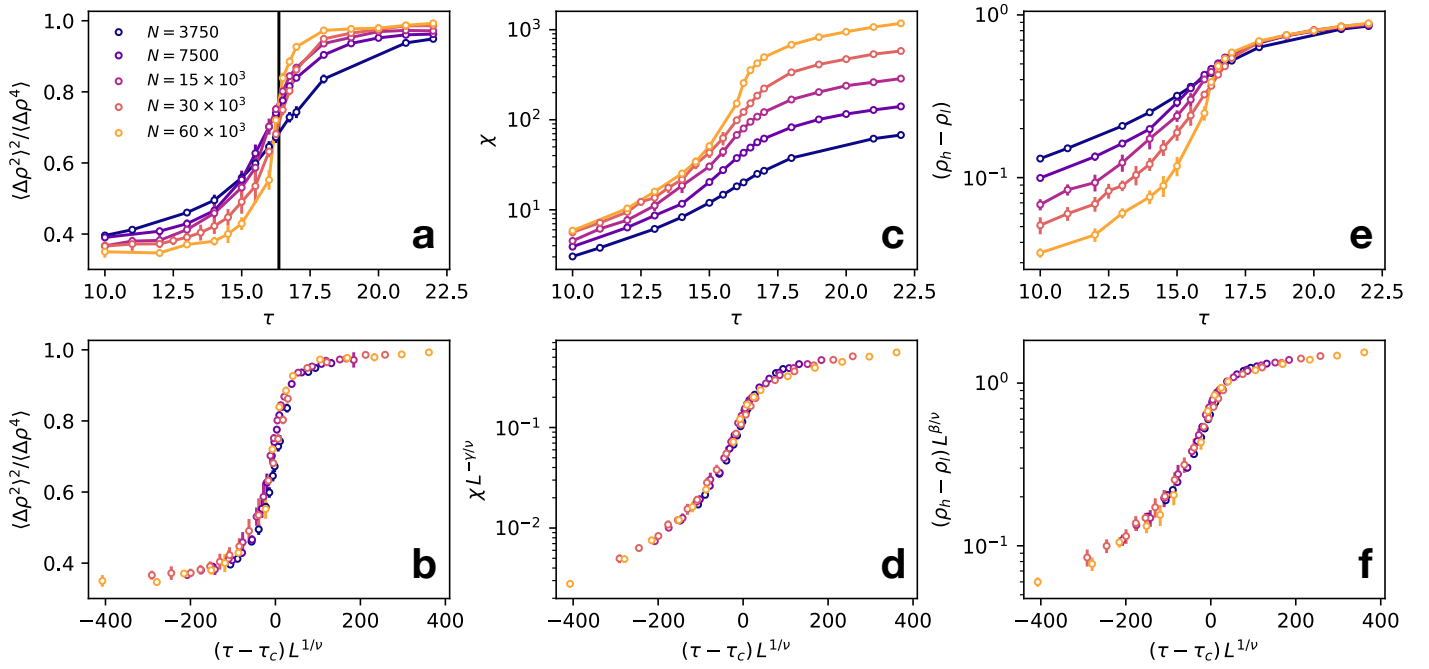 ⟨Δρ²⟩²/⟨Δρ⁴⟩
1.0
0.8
0.6
0.4
N = 3750
N = 7500
N = 15 × 10³
N = 30 × 10³
N = 60 × 10³
a
10.0 12.5 15.0 17.5 20.0 22.5
τ
χ
10³
10²
10¹
c
10.0 12.5 15.0 17.5 20.0 22.5
τ
(ρₕ − ρₗ)
10⁰
10⁻¹
e
10.0 12.5 15.0 17.5 20.0 22.5
τ
⟨Δρ²⟩²/⟨Δρ⁴⟩
1.0
0.8
0.6
0.4
b
−400 −200 0 200 400
(τ − τ_c) L^{1/ν}
χ L^{−γ/ν}
10⁻¹
10⁻²
d
−400 −200 0 200 400
(τ − τ_c) L^{1/ν}
(ρₕ − ρₗ) L^{β/ν}
10⁰
10⁻¹
f
−400 −200 0 200 400
(τ − τ_c) L^{1/ν}